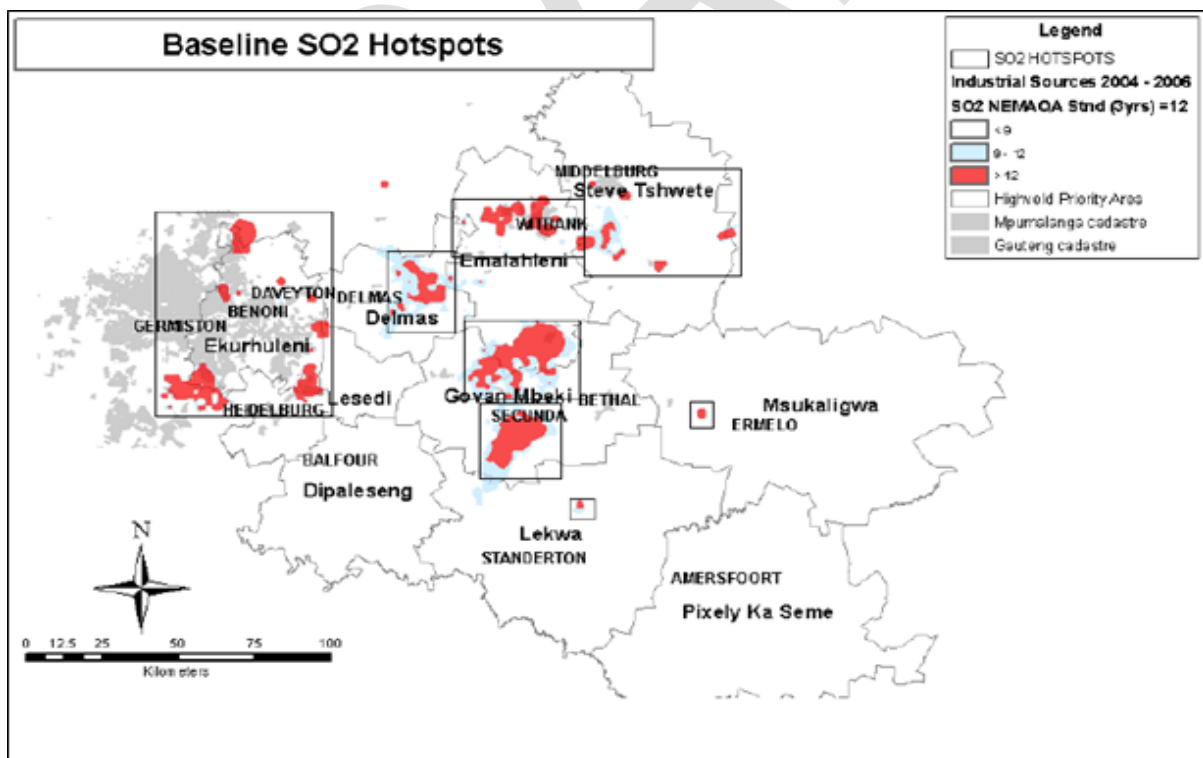 Baseline SO2 Hotspots
Legend
SO2 HOTSPOTS
Industrial Sources 2004 - 2006
SO2 NEMAQA Stnd (3yrs) =12
<9
9 - 12
>12
Highveld Priority Area
Mpumalanga cadastre
Gauteng cadastre
MIDDELBURG
Steve Tshwete
WITBANK
Emalahleni
DAVEYTON
DELMAS
BENONI
Delmas
GERMISTON
Ekurhuleni
Lesedi
HEIDELBURG
Govan Mbeki
BETHAL
SECUNDA
Msukaligwa
ERMELO
BALFOUR
Dipaleseng
Lekwa
STANDERTON
AMERSFOORT
Pixely Ka Seme
N
0 12.5 25 50 75 100
Kilometers